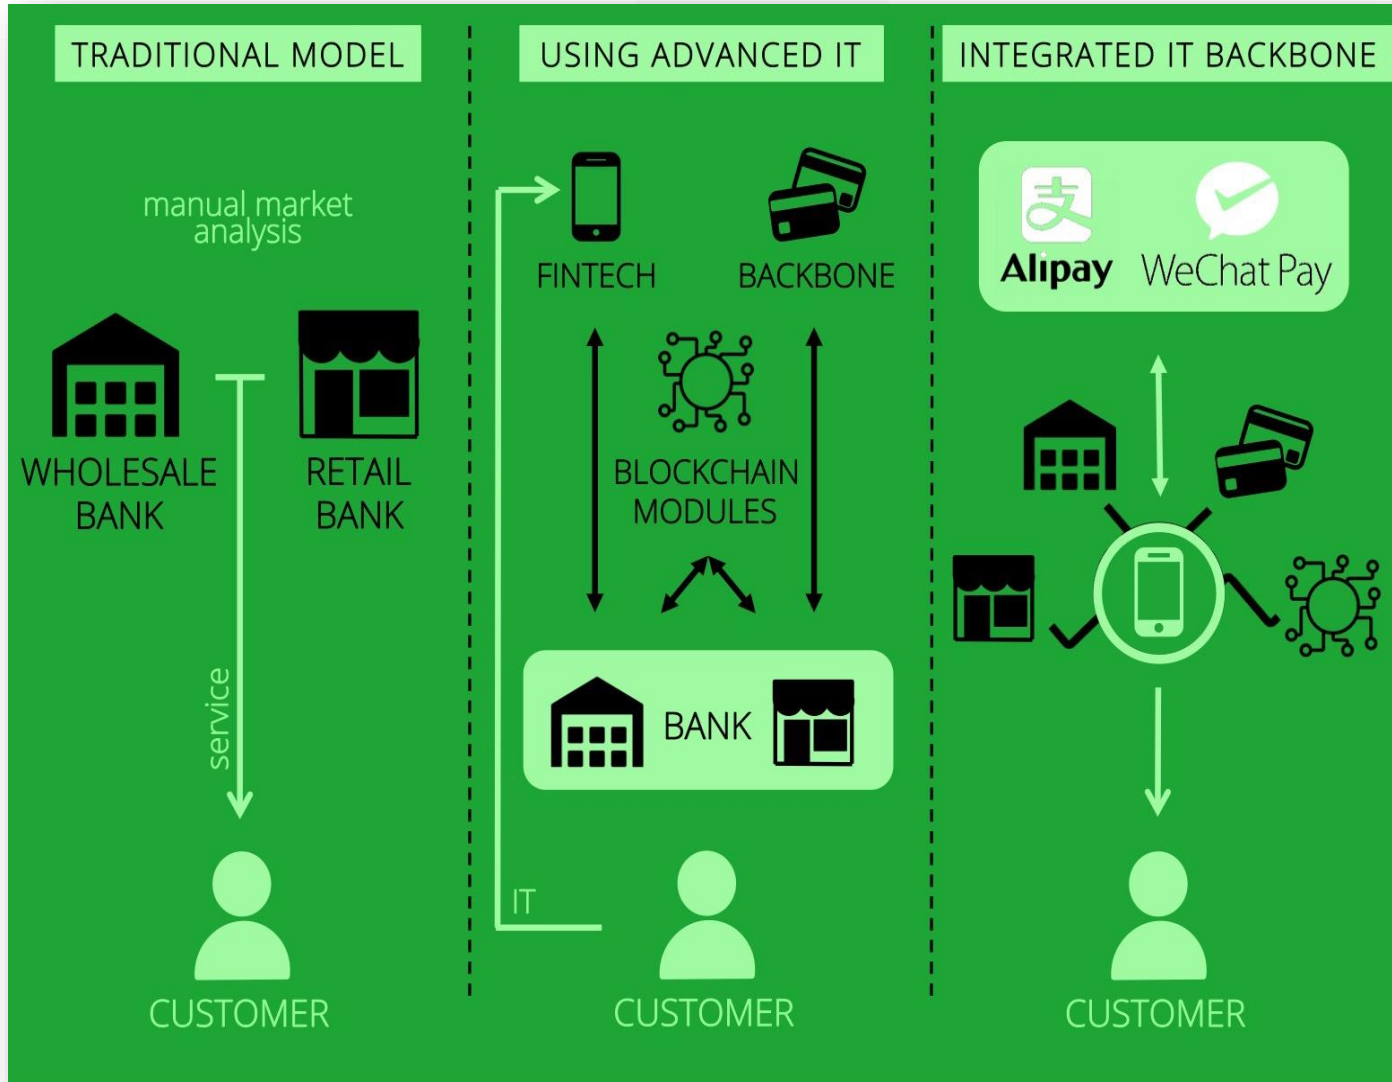 TRADITIONAL MODEL
manual market
analysis
WHOLESALE
BANK
RETAIL
BANK
service
CUSTOMER
USING ADVANCED IT
FINTECH
BACKBONE
BLOCKCHAIN
MODULES
BANK
IT
CUSTOMER
INTEGRATED IT BACKBONE
支
Alipay
WeChat Pay
CUSTOMER